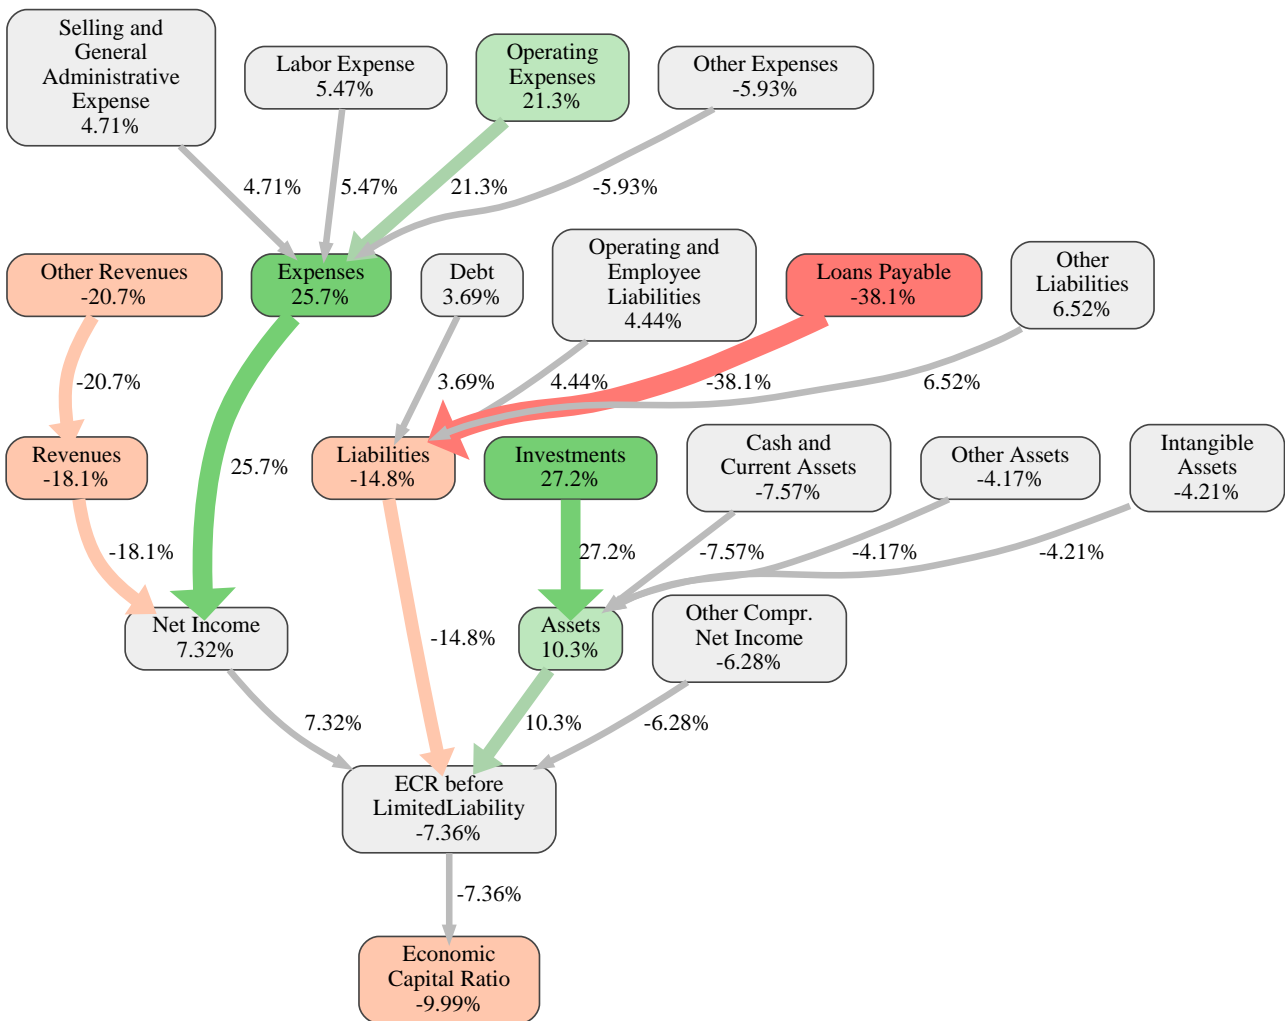 Selling and
General
Administrative
Expense
4.71%
Labor Expense
5.47%
Operating
Expenses
21.3%
Other Expenses
-5.93%
4.71%
5.47%
21.3%
-5.93%
Other Revenues
-20.7%
Expenses
25.7%
Debt
3.69%
Operating and
Employee
Liabilities
4.44%
Loans Payable
-38.1%
Other
Liabilities
6.52%
-20.7%
25.7%
3.69%
4.44%
-38.1%
6.52%
Revenues
-18.1%
Liabilities
-14.8%
Investments
27.2%
Cash and
Current Assets
-7.57%
Other Assets
-4.17%
Intangible
Assets
-4.21%
-18.1%
27.2%
-7.57%
-4.17%
-4.21%
Net Income
7.32%
-14.8%
Assets
10.3%
Other Compr.
Net Income
-6.28%
7.32%
10.3%
-6.28%
ECR before
LimitedLiability
-7.36%
-7.36%
Economic
Capital Ratio
-9.99%